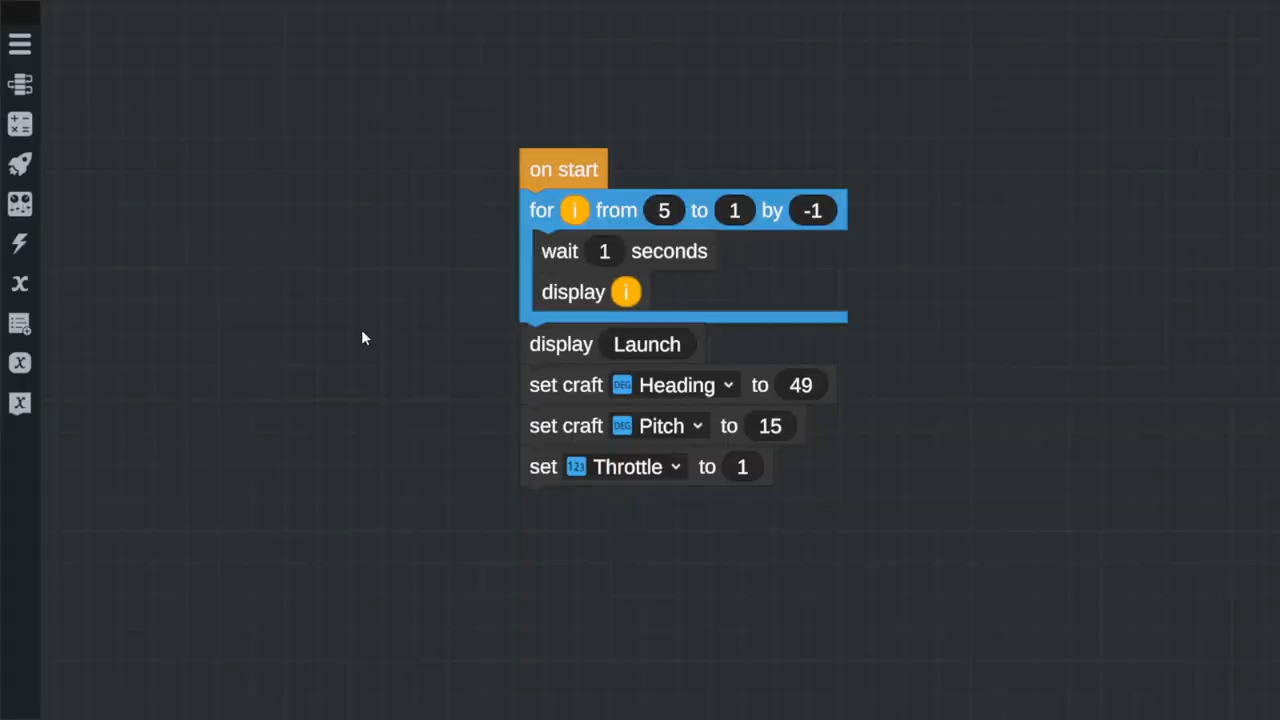 on start
for i from 5 to 1 by -1
wait 1 seconds
display i
display Launch
set craft DEG Heading to 49
set craft DEG Pitch to 15
set 123 Throttle to 1
x
x
x